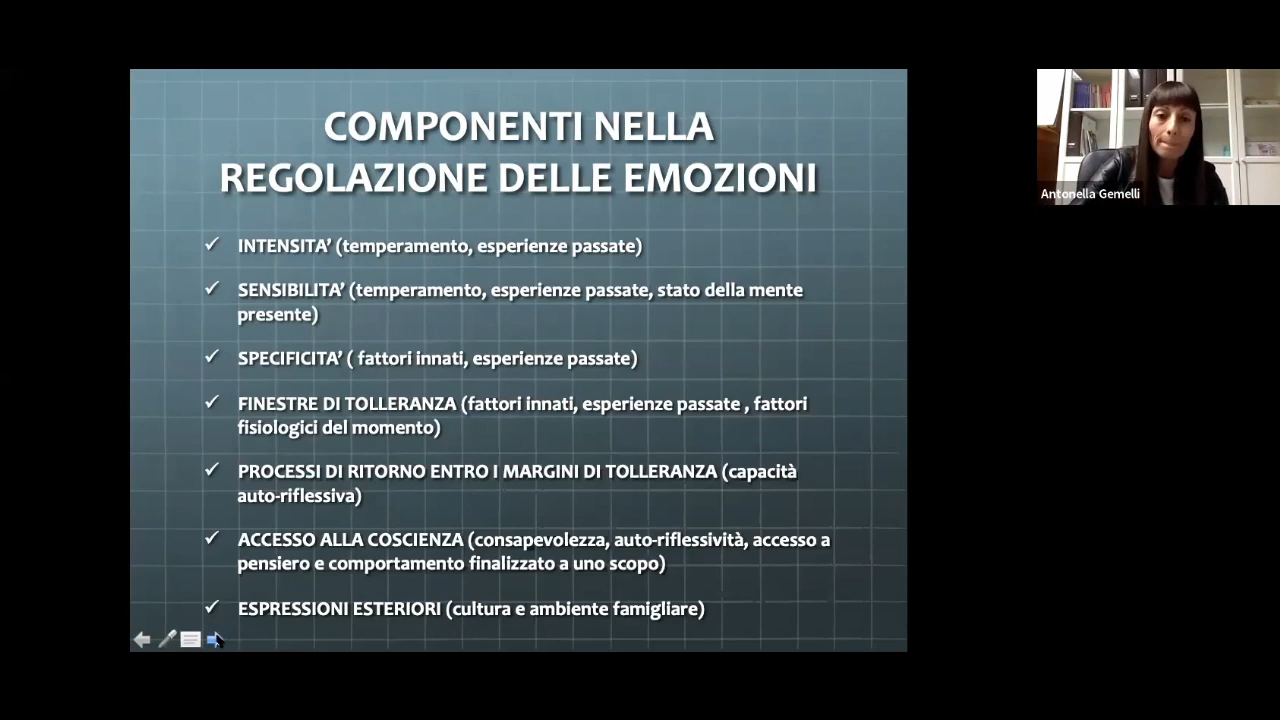 COMPONENTI NELLA
REGOLAZIONE DELLE EMOZIONI
✓ INTENSITA’ (temperamento, esperienze passate)
✓ SENSIBILITA’ (temperamento, esperienze passate, stato della mente
presente)
✓ SPECIFICITA’ ( fattori innati, esperienze passate)
✓ FINESTRE DI TOLLERANZA (fattori innati, esperienze passate , fattori
fisiologici del momento)
✓ PROCESSI DI RITORNO ENTRO I MARGINI DI TOLLERANZA (capacità
auto-riflessiva)
✓ ACCESSO ALLA COSCIENZA (consapevolezza, auto-riflessività, accesso a
pensiero e comportamento finalizzato a uno scopo)
✓ ESPRESSIONI ESTERIORI (cultura e ambiente famigliare)
Antonella Gemelli